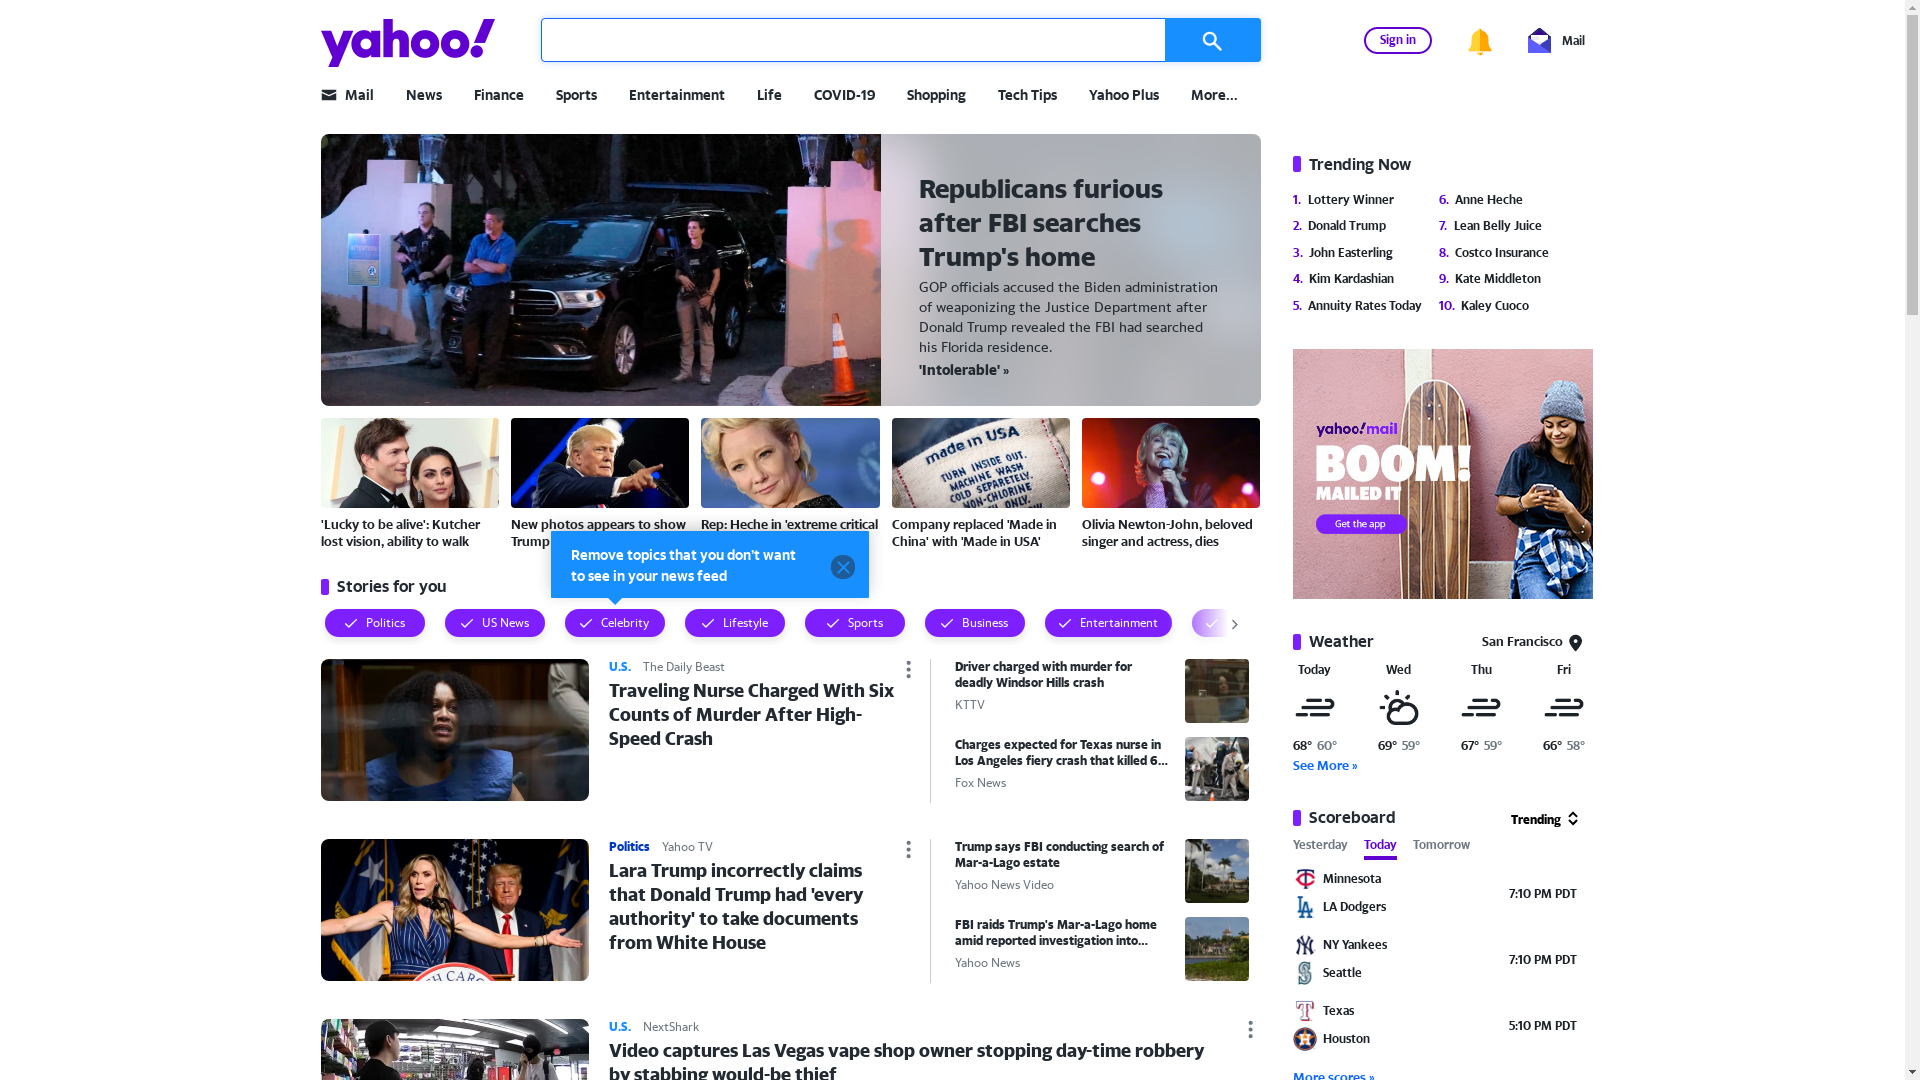 yahoo!
Sign in
Mail
Mail
News
Finance
Sports
Entertainment
Life
COVID-19
Shopping
Tech Tips
Yahoo Plus
More...
Republicans furious
after FBI searches
Trump's home
GOP officials accused the Biden administration
of weaponizing the Justice Department after
Donald Trump revealed the FBI had searched
his Florida residence.
'Intolerable' »
made in USA
TURN INSIDE OUT.
MACHINE WASH
COLD SEPARETELY.
NON-CHLORINE
'Lucky to be alive': Kutcher
lost vision, ability to walk
New photos appears to show
Trump
Rep: Heche in 'extreme critical
Company replaced 'Made in
China' with 'Made in USA'
Olivia Newton-John, beloved
singer and actress, dies
Remove topics that you don't want
to see in your news feed
Stories for you
Politics
US News
Celebrity
Lifestyle
Sports
Business
Entertainment
U.S.
The Daily Beast
Traveling Nurse Charged With Six
Counts of Murder After High-
Speed Crash
Driver charged with murder for
deadly Windsor Hills crash
KTTV
Charges expected for Texas nurse in
Los Angeles fiery crash that killed 6...
Fox News
Politics
Yahoo TV
Lara Trump incorrectly claims
that Donald Trump had 'every
authority' to take documents
from White House
Trump says FBI conducting search of
Mar-a-Lago estate
Yahoo News Video
FBI raids Trump's Mar-a-Lago home
amid reported investigation into...
Yahoo News
U.S.
NextShark
Video captures Las Vegas vape shop owner stopping day-time robbery
by stabbing would-be thief
Trending Now
1. Lottery Winner
2. Donald Trump
3. John Easterling
4. Kim Kardashian
5. Annuity Rates Today
6. Anne Heche
7. Lean Belly Juice
8. Costco Insurance
9. Kate Middleton
10. Kaley Cuoco
yahoo!mail
BOOM!
MAILED IT
Get the app
Weather
San Francisco
Today
Wed
Thu
Fri
68° 60°
69° 59°
67° 59°
66° 58°
See More »
Scoreboard
Trending
Yesterday
Today
Tomorrow
Minnesota
LA Dodgers
7:10 PM PDT
NY Yankees
Seattle
7:10 PM PDT
Texas
Houston
5:10 PM PDT
More scores »